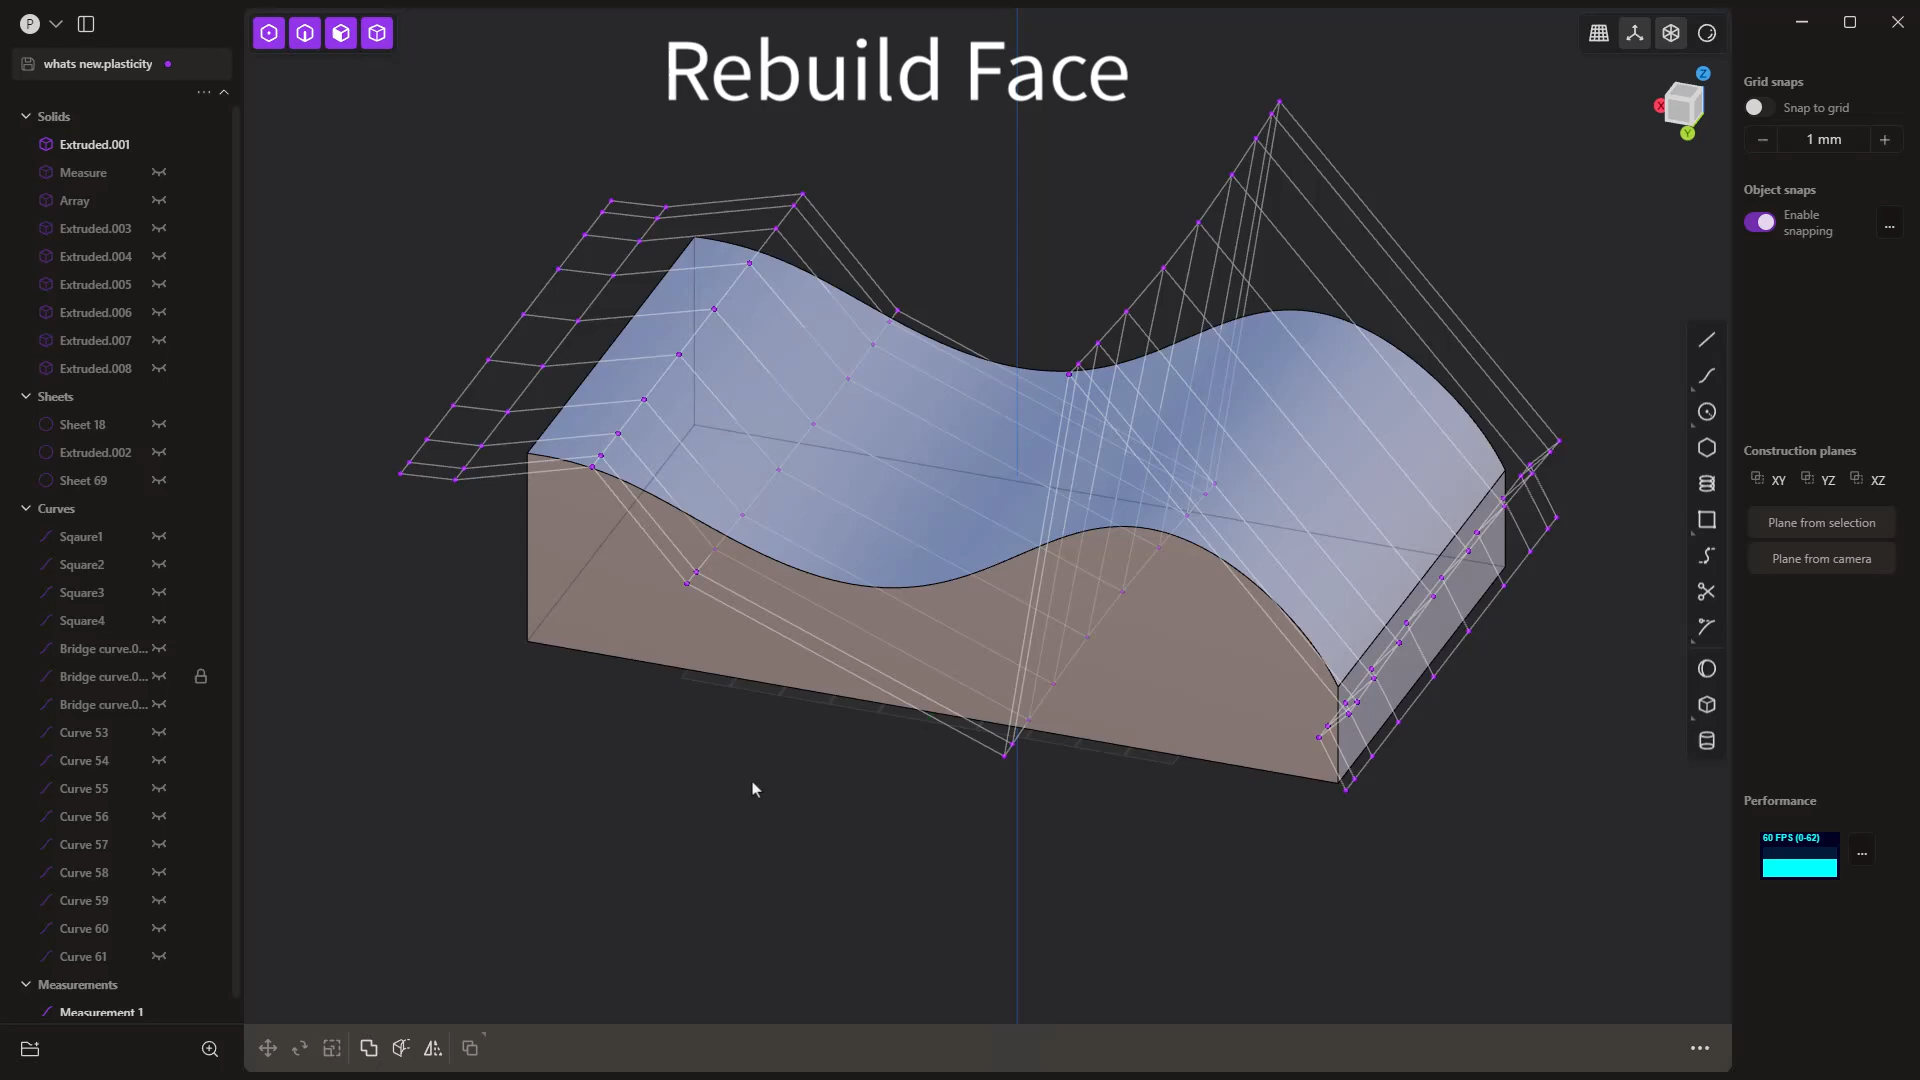 P
whats new.plasticity
Rebuild Face
Solids
Extruded.001
Measure
Array
Extruded.003
Extruded.004
Extruded.005
Extruded.006
Extruded.007
Extruded.008
Sheets
Sheet 18
Extruded.002
Sheet 69
Curves
Sqaure1
Square2
Square3
Square4
Bridge curve.0...
Bridge curve.0...
Bridge curve.0...
Curve 53
Curve 54
Curve 55
Curve 56
Curve 57
Curve 58
Curve 59
Curve 60
Curve 61
Measurements
Measurement 1
Z
X
Y
Grid snaps
Snap to grid
1 mm
Object snaps
Enable
snapping
...
Construction planes
XY YZ XZ
Plane from selection
Plane from camera
Performance
60 FPS (0-62)
...